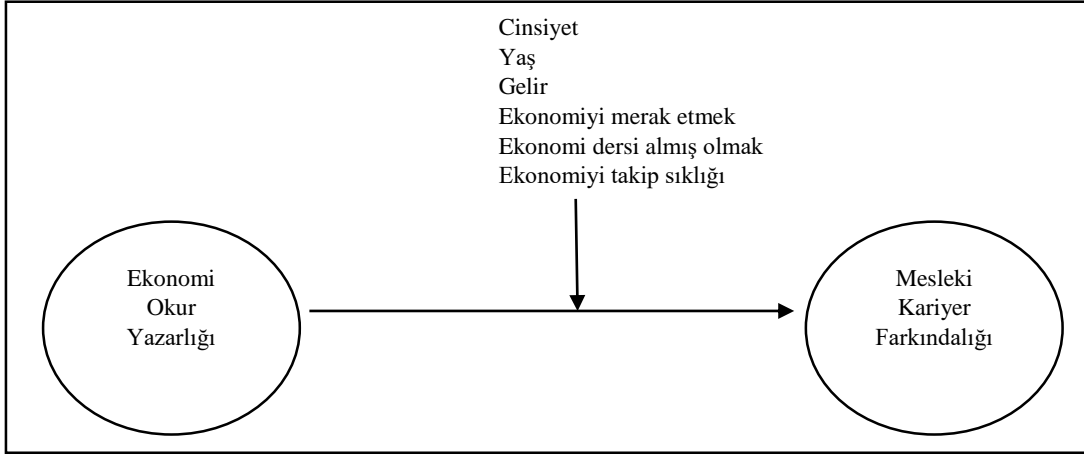 Cinsiyet
Yaş
Gelir
Ekonomiyi merak etmek
Ekonomi dersi almış olmak
Ekonomiyi takip sıklığı
Ekonomi
Okur
Yazarlığı
Mesleki
Kariyer
Farkındalığı